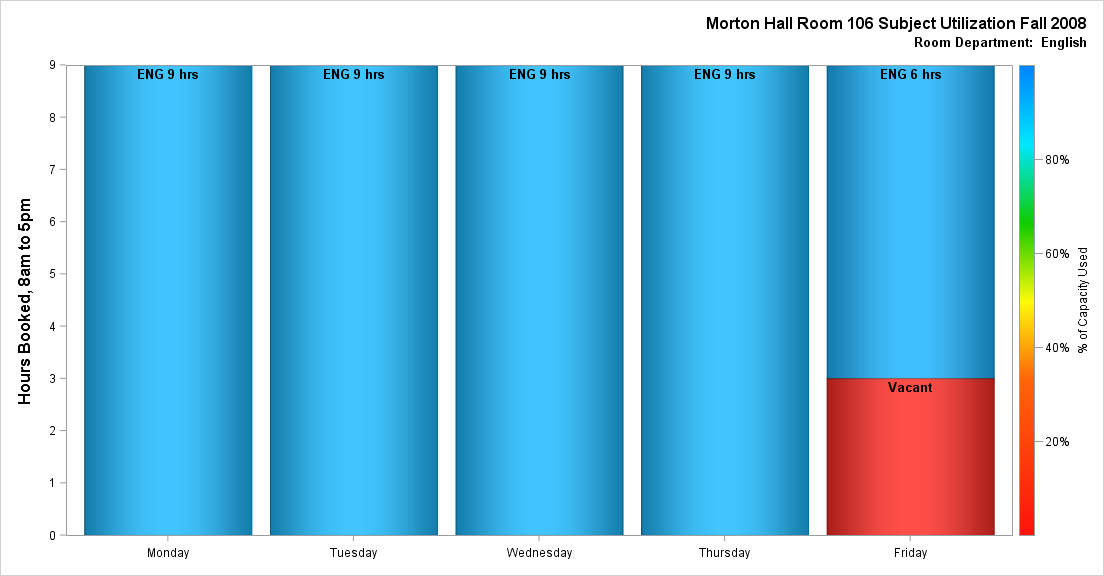 Morton Hall Room 106 Subject Utilization Fall 2008
Room Department:  English
Hours Booked, 8am to 5pm
9
8
7
6
5
4
3
2
1
0
ENG 9 hrs
ENG 9 hrs
ENG 9 hrs
ENG 9 hrs
ENG 6 hrs
Vacant
Monday
Tuesday
Wednesday
Thursday
Friday
80%
60%
40%
20%
% of Capacity Used